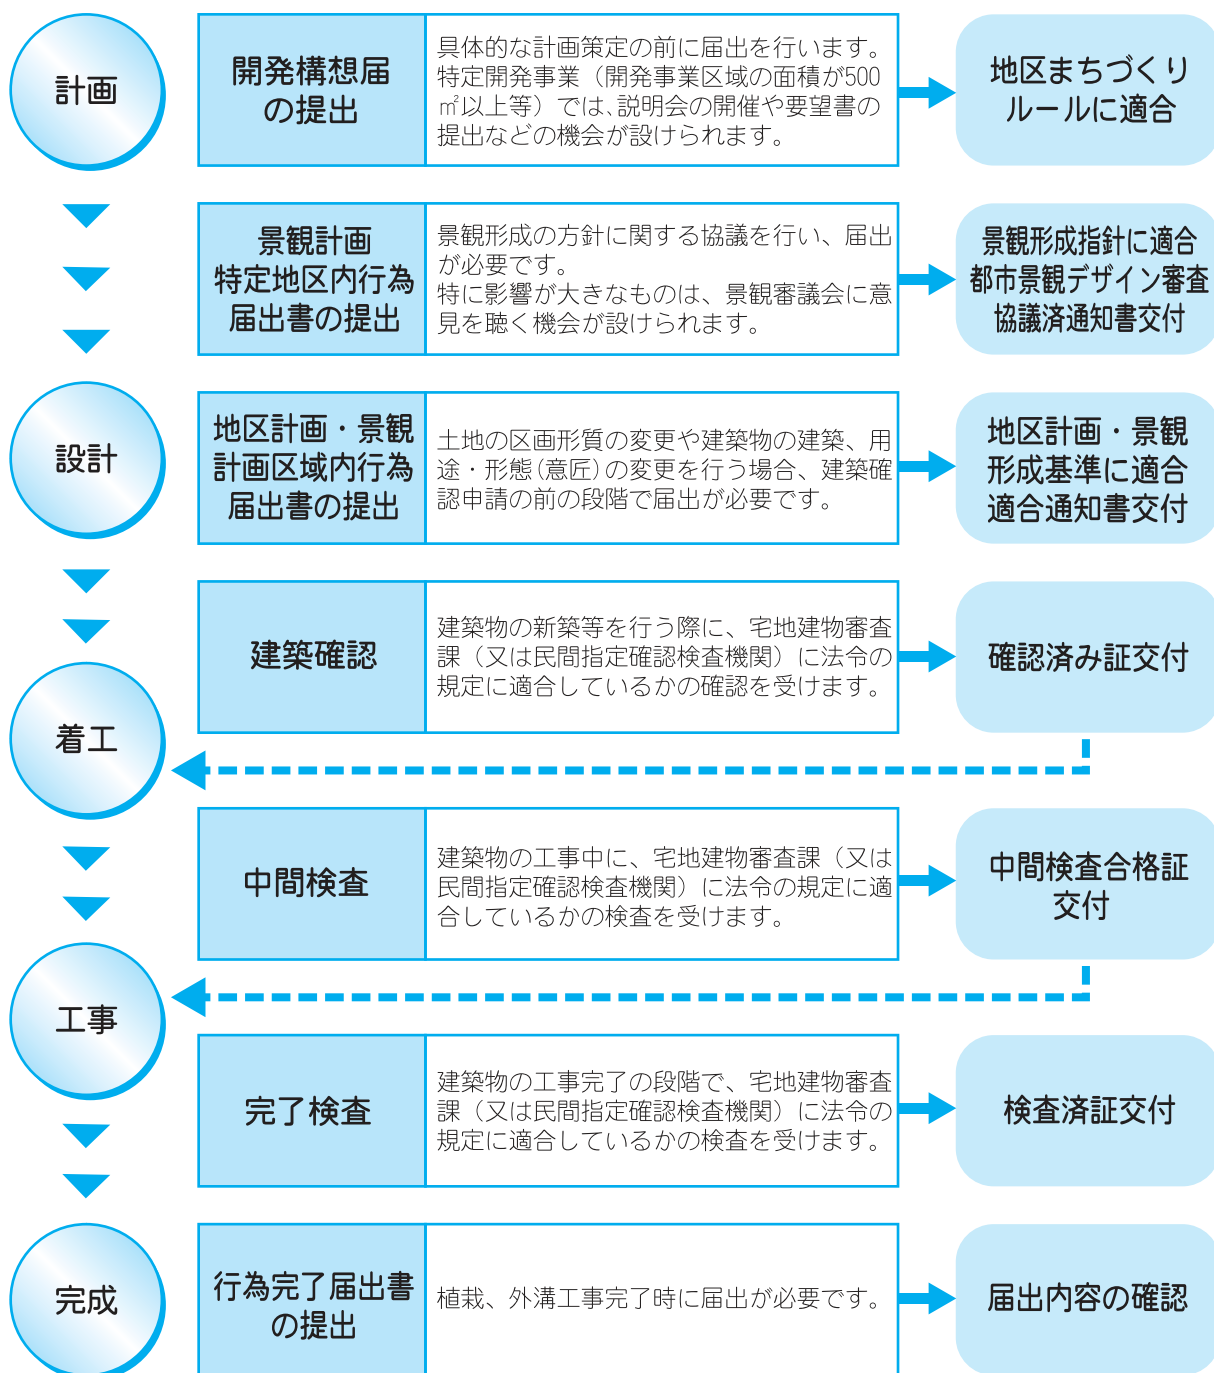 計画
開発構想届
の提出
具体的な計画策定の前に届出を行います。
特定開発事業（開発事業区域の面積が500
㎡以上等）では、説明会の開催や要望書の
提出などの機会が設けられます。
地区まちづくり
ルールに適合
景観計画
特定地区内行為
届出書の提出
景観形成の方針に関する協議を行い、届出
が必要です。
特に影響が大きなものは、景観審議会に意
見を聴く機会が設けられます。
景観形成指針に適合
都市景観デザイン審査
協議済通知書交付
設計
地区計画・景観
計画区域内行為
届出書の提出
土地の区画形質の変更や建築物の建築、用
途・形態（意匠）の変更を行う場合、建築確
認申請の前の段階で届出が必要です。
地区計画・景観
形成基準に適合
適合通知書交付
建築確認
建築物の新築等を行う際に、宅地建物審査
課（又は民間指定確認検査機関）に法令の
規定に適合しているかの確認を受けます。
確認済み証交付
着工
中間検査
建築物の工事中に、宅地建物審査課（又は
民間指定確認検査機関）に法令の規定に適
合しているかの検査を受けます。
中間検査合格証
交付
工事
完了検査
建築物の工事完了の段階で、宅地建物審査
課（又は民間指定確認検査機関）に法令の
規定に適合しているかの検査を受けます。
検査済証交付
完成
行為完了届出書
の提出
植栽、外溝工事完了時に届出が必要です。
届出内容の確認